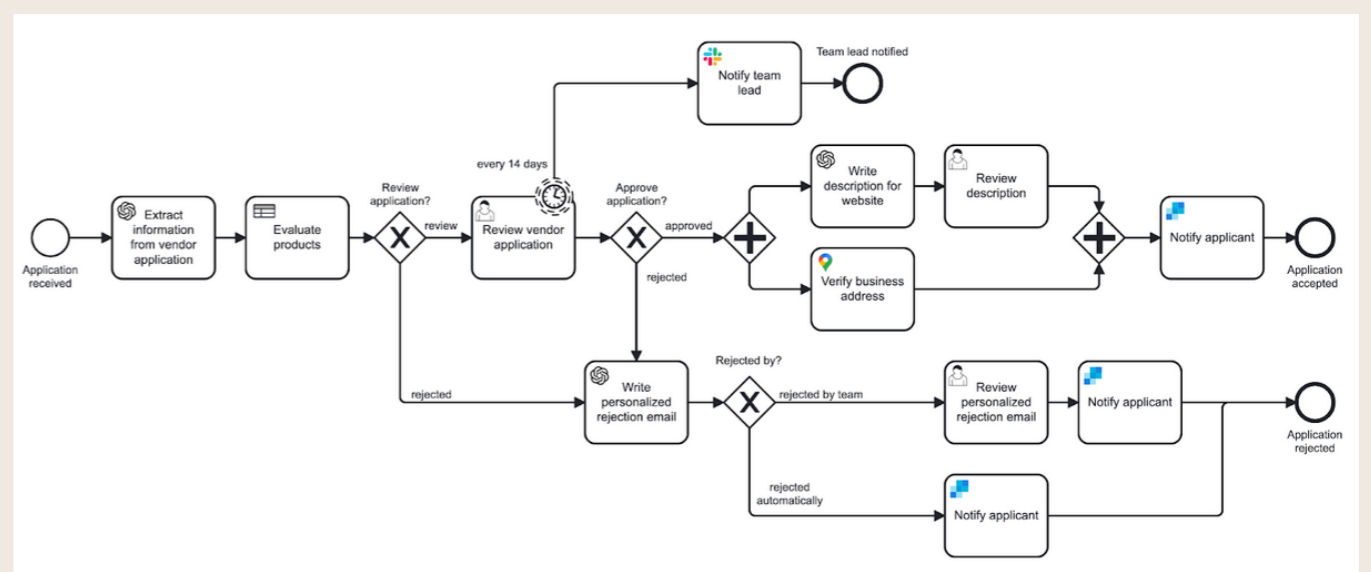 Team lead notified
Notify team
lead
every 14 days
Write
description for
website
Review
description
Review
application?
Approve
application?
Extract
information
from vendor
application
Evaluate
products
review
Review vendor
application
approved
Notify applicant
Application
received
Application
accepted
rejected
Verify business
address
Rejected by?
rejected
Write
personalized
rejection email
rejected by team
Review
personalized
rejection email
Notify applicant
Application
rejected
rejected
automatically
Notify applicant